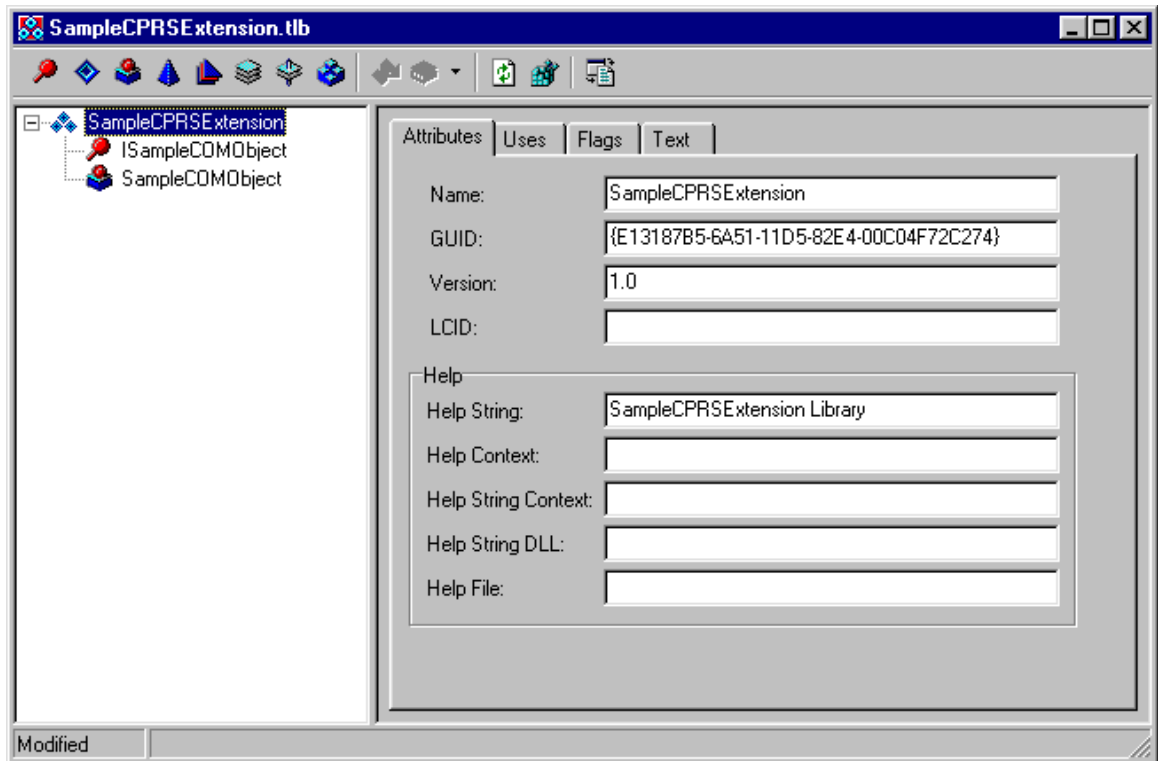 SampleCPRSExtension.tlb
SampleCPRSExtension
ISampleCOMObject
SampleCOMObject
Attributes Uses Flags Text
Name: SampleCPRSExtension
GUID: {E13187B5-6A51-11D5-82E4-00C04F72C274}
Version: 1.0
LCID:
Help
Help String: SampleCPRSExtension Library
Help Context:
Help String Context:
Help String DLL:
Help File:
Modified